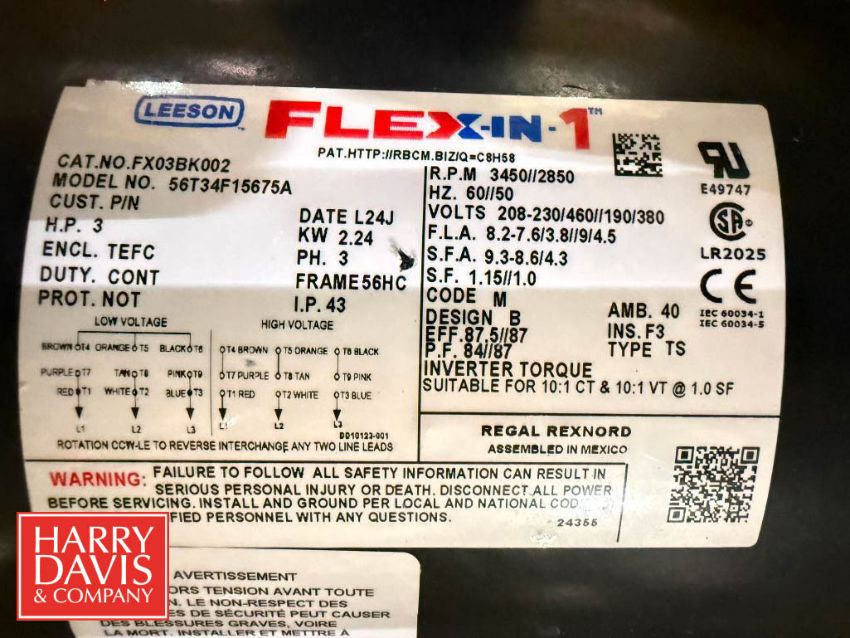 LEESON
FLEX-IN-1™
PAT.HTTP://RBCM.BIZ/Q=C8H58
CAT.NO.FX03BK002
MODEL NO. 56T34F15675A
CUST. P/N
H.P. 3
ENCL. TEFC
DUTY. CONT
PROT. NOT
DATE L24J
KW 2.24
PH. 3
FRAME56HC
I.P. 43
R.P.M 3450//2850
HZ. 60//50
VOLTS 208-230/460//190/380
F.L.A. 8.2-7.6/3.8//9/4.5
S.F.A. 9.3-8.6/4.3
S.F. 1.15//1.0
CODE M
DESIGN B
EFF.87.5//87
P.F. 84//87
AMB. 40
INS. F3
TYPE TS
INVERTER TORQUE
SUITABLE FOR 10:1 CT & 10:1 VT @ 1.0 SF
E49747
LR2025
CE
IEC 60034-1
IEC 60034-5
LOW VOLTAGE
BROWN T4 ORANGE T5 BLACK T6
PURPLE T7 TAN T8 PINK T9
RED T1 WHITE T2 BLUE T3
L1 L2 L3
HIGH VOLTAGE
T4 BROWN T5 ORANGE T6 BLACK
T7 PURPLE T8 TAN T9 PINK
T1 RED T2 WHITE T3 BLUE
L1 L2 L3
DD10123-001
ROTATION CCW-LE TO REVERSE INTERCHANGE ANY TWO LINE LEADS
REGAL REXNORD
ASSEMBLED IN MEXICO
WARNING: FAILURE TO FOLLOW ALL SAFETY INFORMATION CAN RESULT IN
SERIOUS PERSONAL INJURY OR DEATH. DISCONNECT ALL POWER
BEFORE SERVICING. INSTALL AND GROUND PER LOCAL AND NATIONAL
FIED PERSONNEL WITH ANY QUESTIONS.
24355
HARRY
DAVIS
& COMPANY
AVERTISSEMENT
ORS TENSION AVANT TOUTE
N. LE NON-RESPECT DES
ES DE SÉCURITÉ PEUT CAUSER
DES BLESSURES GRAVES, VOIRE
LA MORT. INSTALLER ET METTRE À